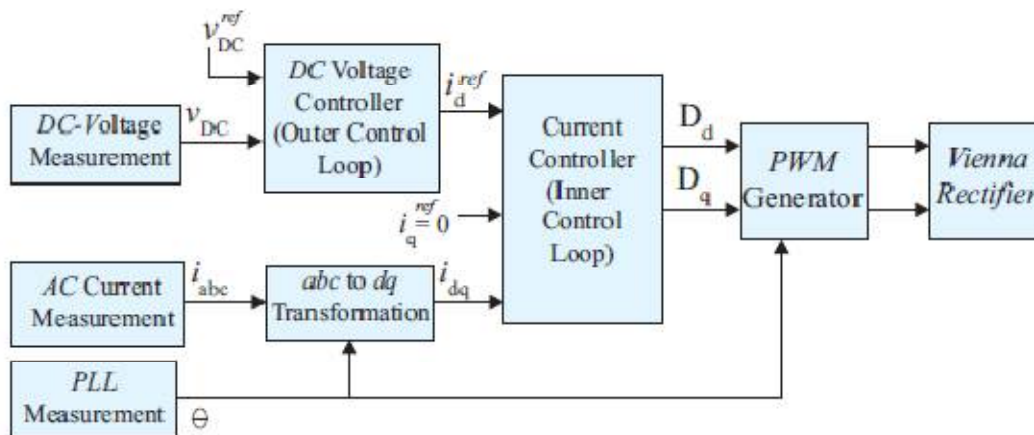 v_DC^ref
DC Voltage
Controller
(Outer Control
Loop)
i_d^ref
DC-Voltage
Measurement
v_DC
Current
Controller
(Inner
Control
Loop)
D_d
D_q
PWM
Generator
Vienna
Rectifier
i_q^ref=0
AC Current
Measurement
i_abc
abc to dq
Transformation
i_dq
PLL
Measurement
θ